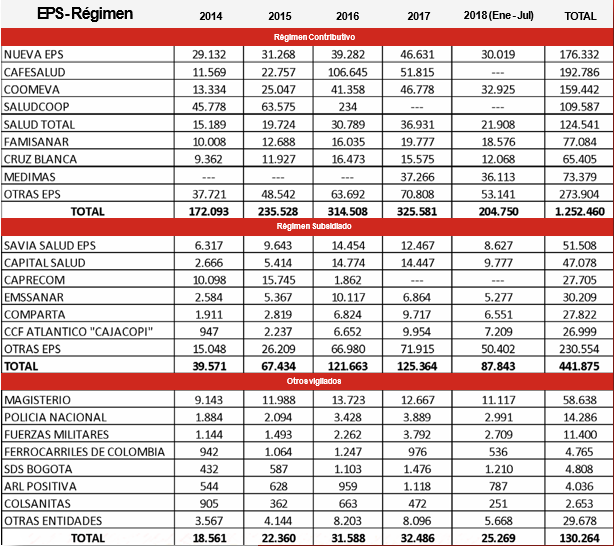 EPS-Régimen 2014 2015 2016 2017 2018 (Ene - Jul) TOTAL
Régimen Contributivo
NUEVA EPS 29.132 31.268 39.282 46.631 30.019 176.332
CAFESALUD 11.569 22.757 106.645 51.815 --- 192.786
COOMEVA 13.334 25.047 41.358 46.778 32.925 159.442
SALUDCOOP 45.778 63.575 234 --- --- 109.587
SALUD TOTAL 15.189 19.724 30.789 36.931 21.908 124.541
FAMISANAR 10.008 12.688 16.035 19.777 18.576 77.084
CRUZ BLANCA 9.362 11.927 16.473 15.575 12.068 65.405
MEDIMAS --- --- --- 37.266 36.113 73.379
OTRAS EPS 37.721 48.542 63.692 70.808 53.141 273.904
TOTAL 172.093 235.528 314.508 325.581 204.750 1.252.460
Régimen Subsidiado
SAVIA SALUD EPS 6.317 9.643 14.454 12.467 8.627 51.508
CAPITAL SALUD 2.666 5.414 14.774 14.447 9.777 47.078
CAPRECOM 10.098 15.745 1.862 --- --- 27.705
EMSSANAR 2.584 5.367 10.117 6.864 5.277 30.209
COMPARTA 1.911 2.819 6.824 9.717 6.551 27.822
CCF ATLANTICO "CAJACOPI" 947 2.237 6.652 9.954 7.209 26.999
OTRAS EPS 15.048 26.209 66.980 71.915 50.402 230.554
TOTAL 39.571 67.434 121.663 125.364 87.843 441.875
Otros vigilados
MAGISTERIO 9.143 11.988 13.723 12.667 11.117 58.638
POLICIA NACIONAL 1.884 2.094 3.428 3.889 2.991 14.286
FUERZAS MILITARES 1.144 1.493 2.262 3.792 2.709 11.400
FERROCARRILES DE COLOMBIA 942 1.064 1.247 976 536 4.765
SDS BOGOTA 432 587 1.103 1.476 1.210 4.808
ARL POSITIVA 544 628 959 1.118 787 4.036
COLSANITAS 905 362 663 472 251 2.653
OTRAS ENTIDADES 3.567 4.144 8.203 8.096 5.668 29.678
TOTAL 18.561 22.360 31.588 32.486 25.269 130.264